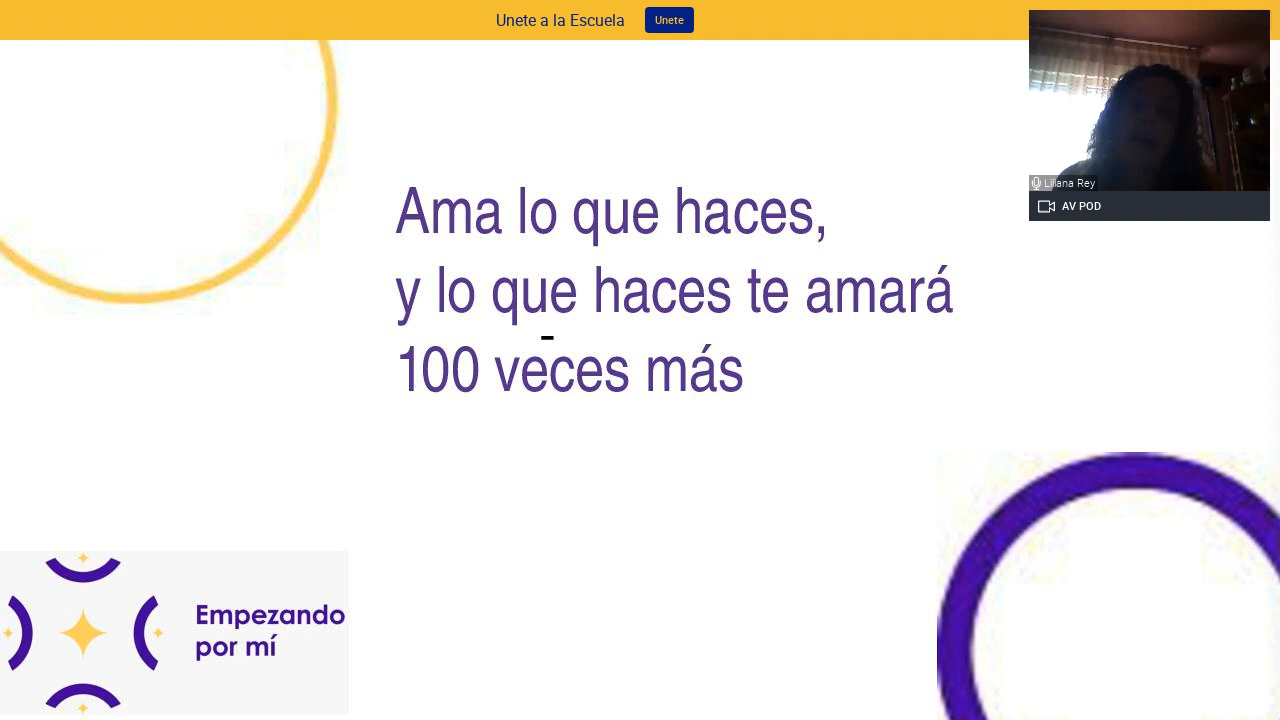 Unete a la Escuela Unete
Liliana Rey
AV POD
Ama lo que haces,
y lo que haces te amará
-
100 veces más
Empezando
por mí